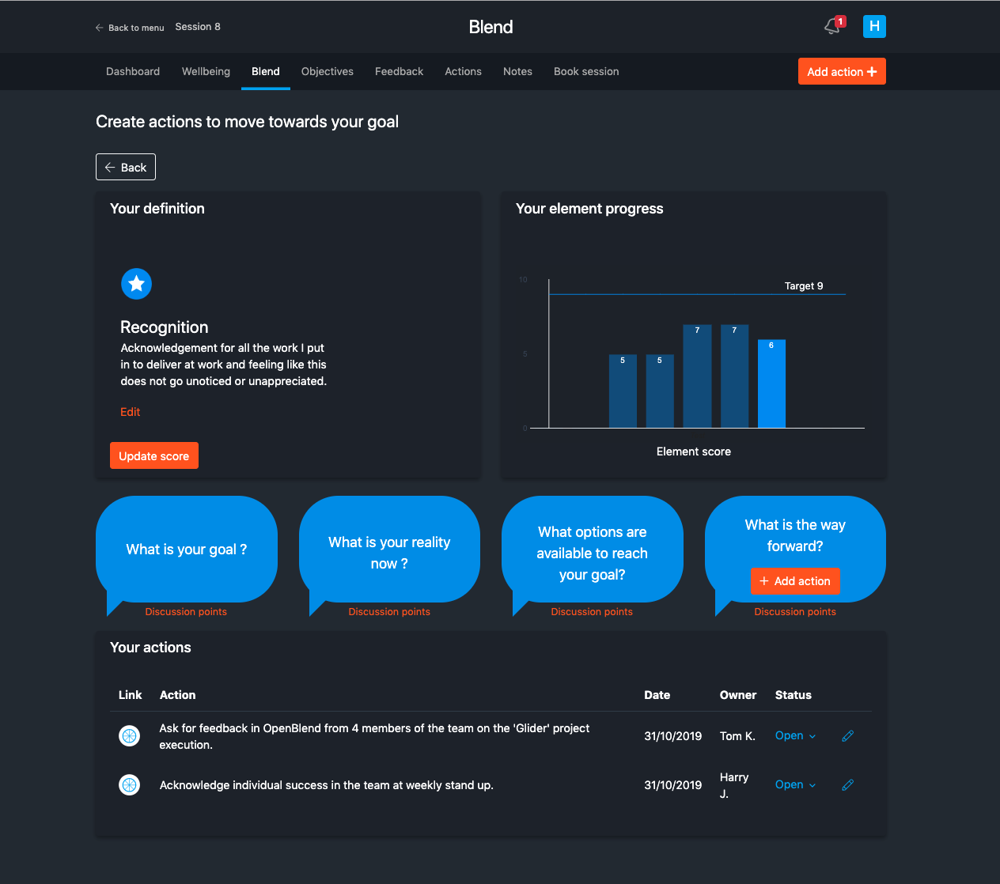 Back to menu
Session 8
Blend
1
H
Dashboard
Wellbeing
Blend
Objectives
Feedback
Actions
Notes
Book session
Add action
Create actions to move towards your goal
Back
Your definition
Recognition
Acknowledgement for all the work I put
in to deliver at work and feeling like this
does not go unoticed or unappreciated.
Edit
Update score
Your element progress
10
Target 9
5
0
5
5
7
7
6
Element score
What is your goal ?
Discussion points
What is your reality
now ?
Discussion points
What options are
available to reach
your goal?
Discussion points
What is the way
forward?
+ Add action
Discussion points
Your actions
Link
Action
Date
Owner
Status
Ask for feedback in OpenBlend from 4 members of the team on the 'Glider' project
execution.
31/10/2019
Tom K.
Open
Acknowledge individual success in the team at weekly stand up.
31/10/2019
Harry
J.
Open